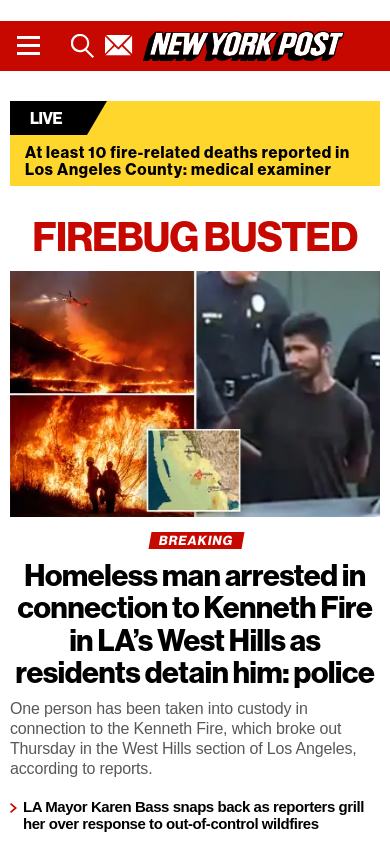 NEW YORK POST
LIVE
At least 10 fire-related deaths reported in
Los Angeles County: medical examiner
FIREBUG BUSTED
BREAKING
Homeless man arrested in
connection to Kenneth Fire
in LA’s West Hills as
residents detain him: police
One person has been taken into custody in
connection to the Kenneth Fire, which broke out
Thursday in the West Hills section of Los Angeles,
according to reports.
LA Mayor Karen Bass snaps back as reporters grill
her over response to out-of-control wildfires